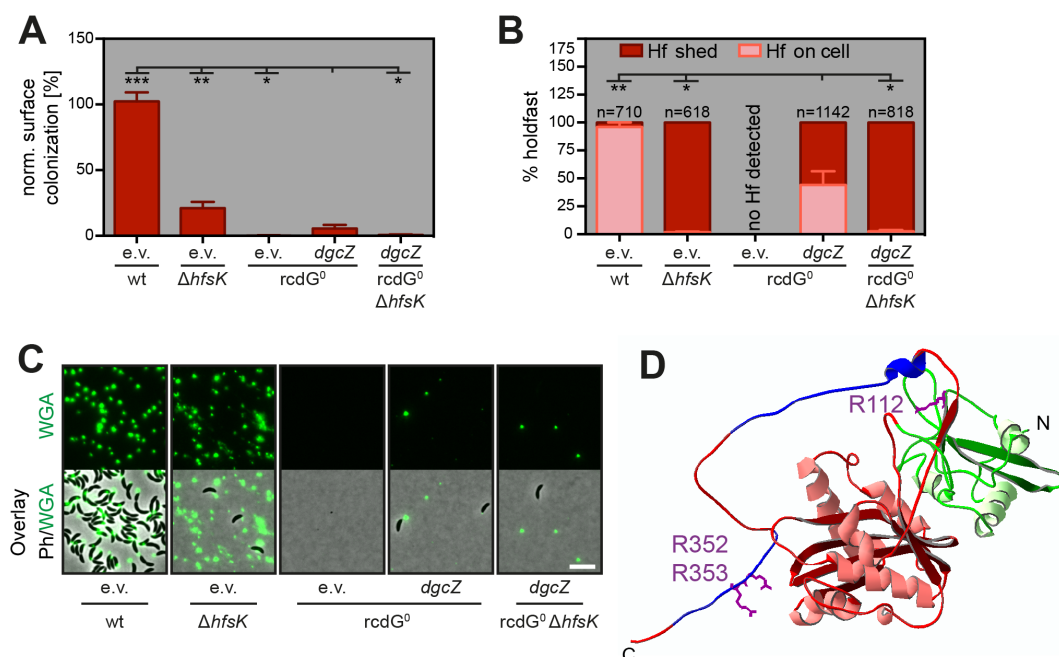 A
150
100
50
0
norm. surface
colonization [%]
*** ** * *
e.v. e.v. e.v. dgcZ dgcZ
wt ΔhfsK rcdG⁰ rcdG⁰
ΔhfsK
B
175
150
125
100
75
50
25
0
% holdfast
Hf shed
Hf on cell
** * *
n=710 n=618 n=1142 n=818
no Hf detected
e.v. e.v. e.v. dgcZ dgcZ
wt ΔhfsK rcdG⁰ rcdG⁰
ΔhfsK
C
WGA
Overlay
Ph/WGA
e.v. e.v. e.v. dgcZ dgcZ
wt ΔhfsK rcdG⁰ rcdG⁰ ΔhfsK
D
R112
N
R352
R353
C